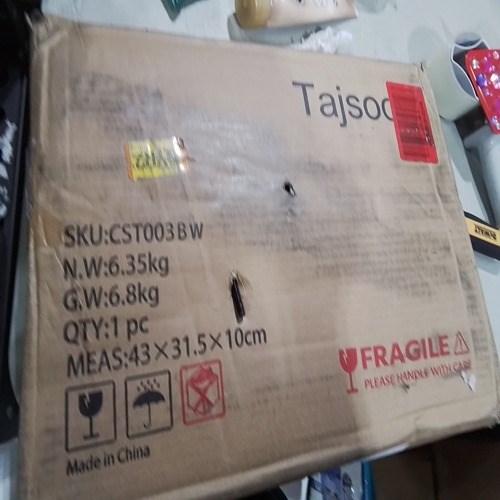 Tajsoo
SKU:CST003BW
N.W:6.35kg
G.W:6.8kg
QTY:1 pc
MEAS:43×31.5×10cm
FRAGILE
PLEASE HANDLE WITH CARE
Made in China